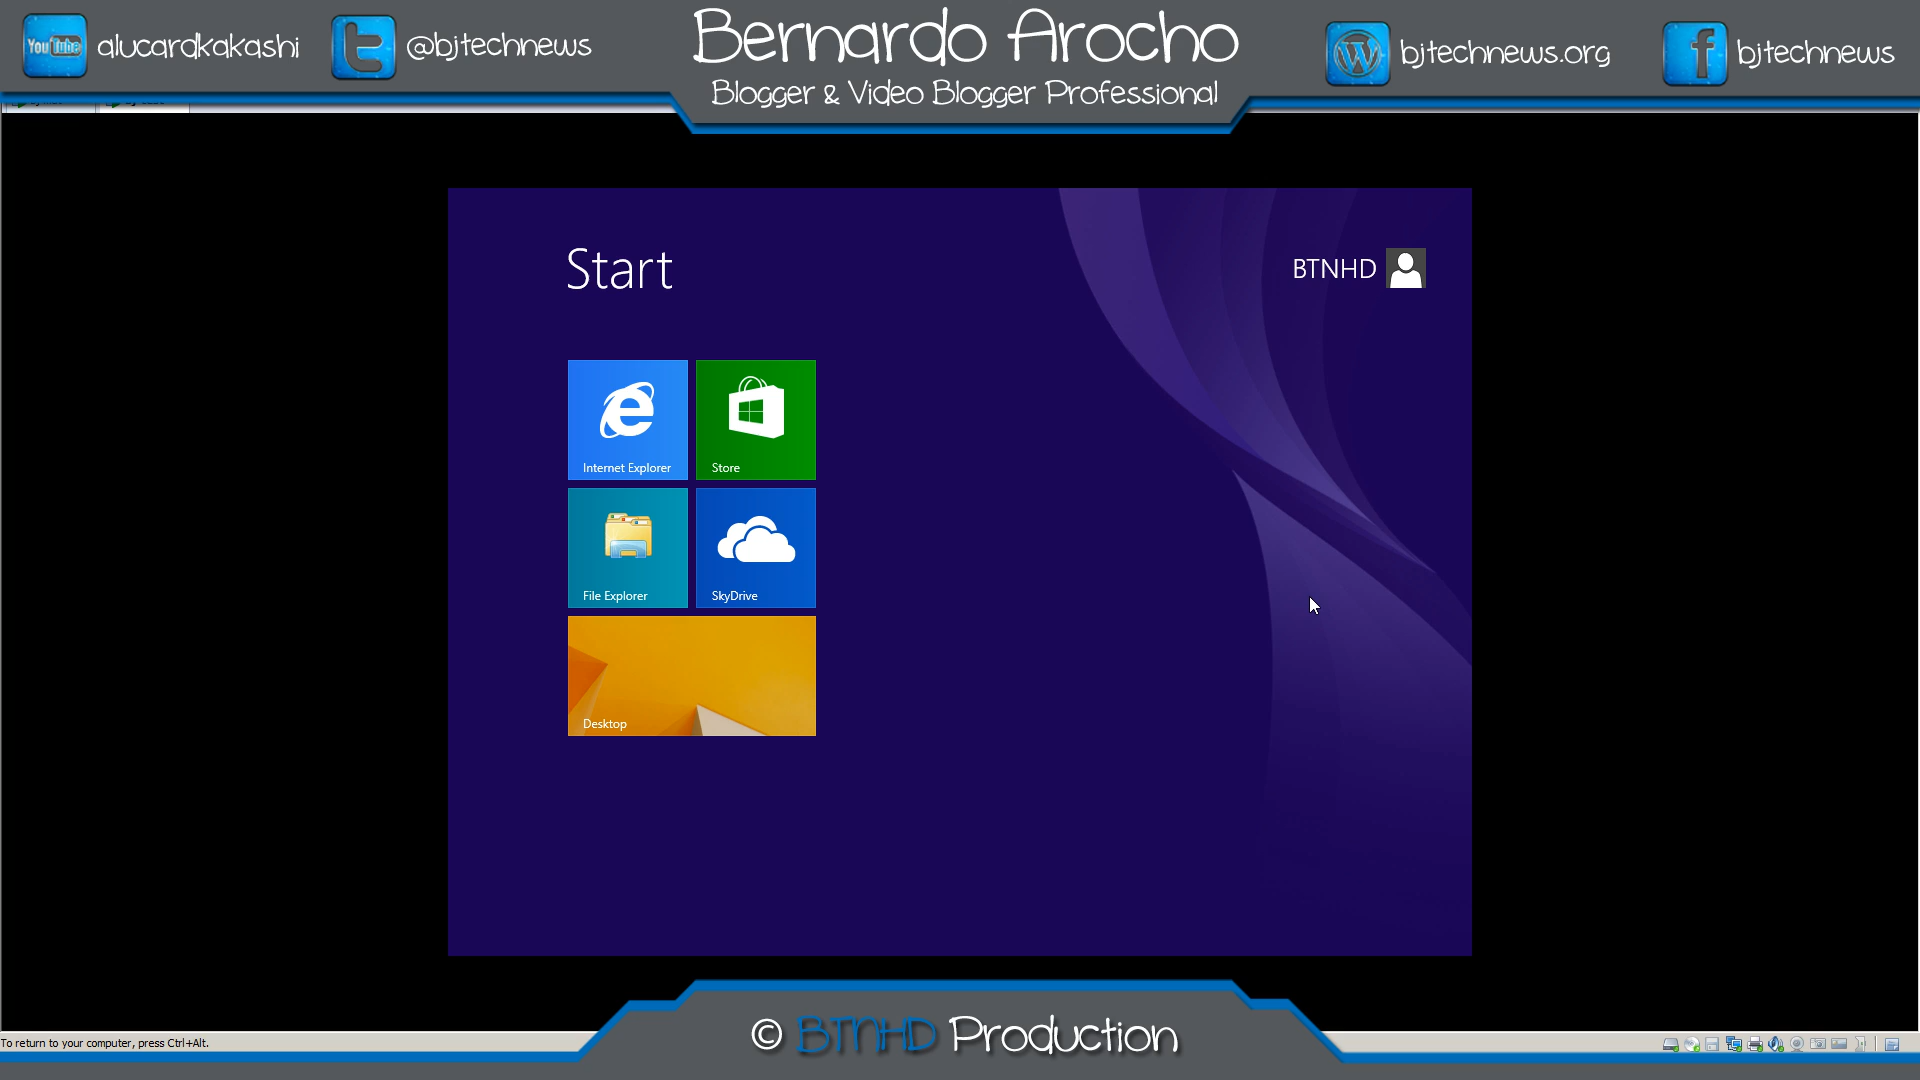 You Tube alucardkakashi
@bjtechnews
Bernardo Arocho
Blogger & Video Blogger Professional
bjtechnews.org
bjtechnews
Start
BTNHD
Internet Explorer
Store
File Explorer
SkyDrive
Desktop
To return to your computer, press Ctrl+Alt.
© BTNHD Production